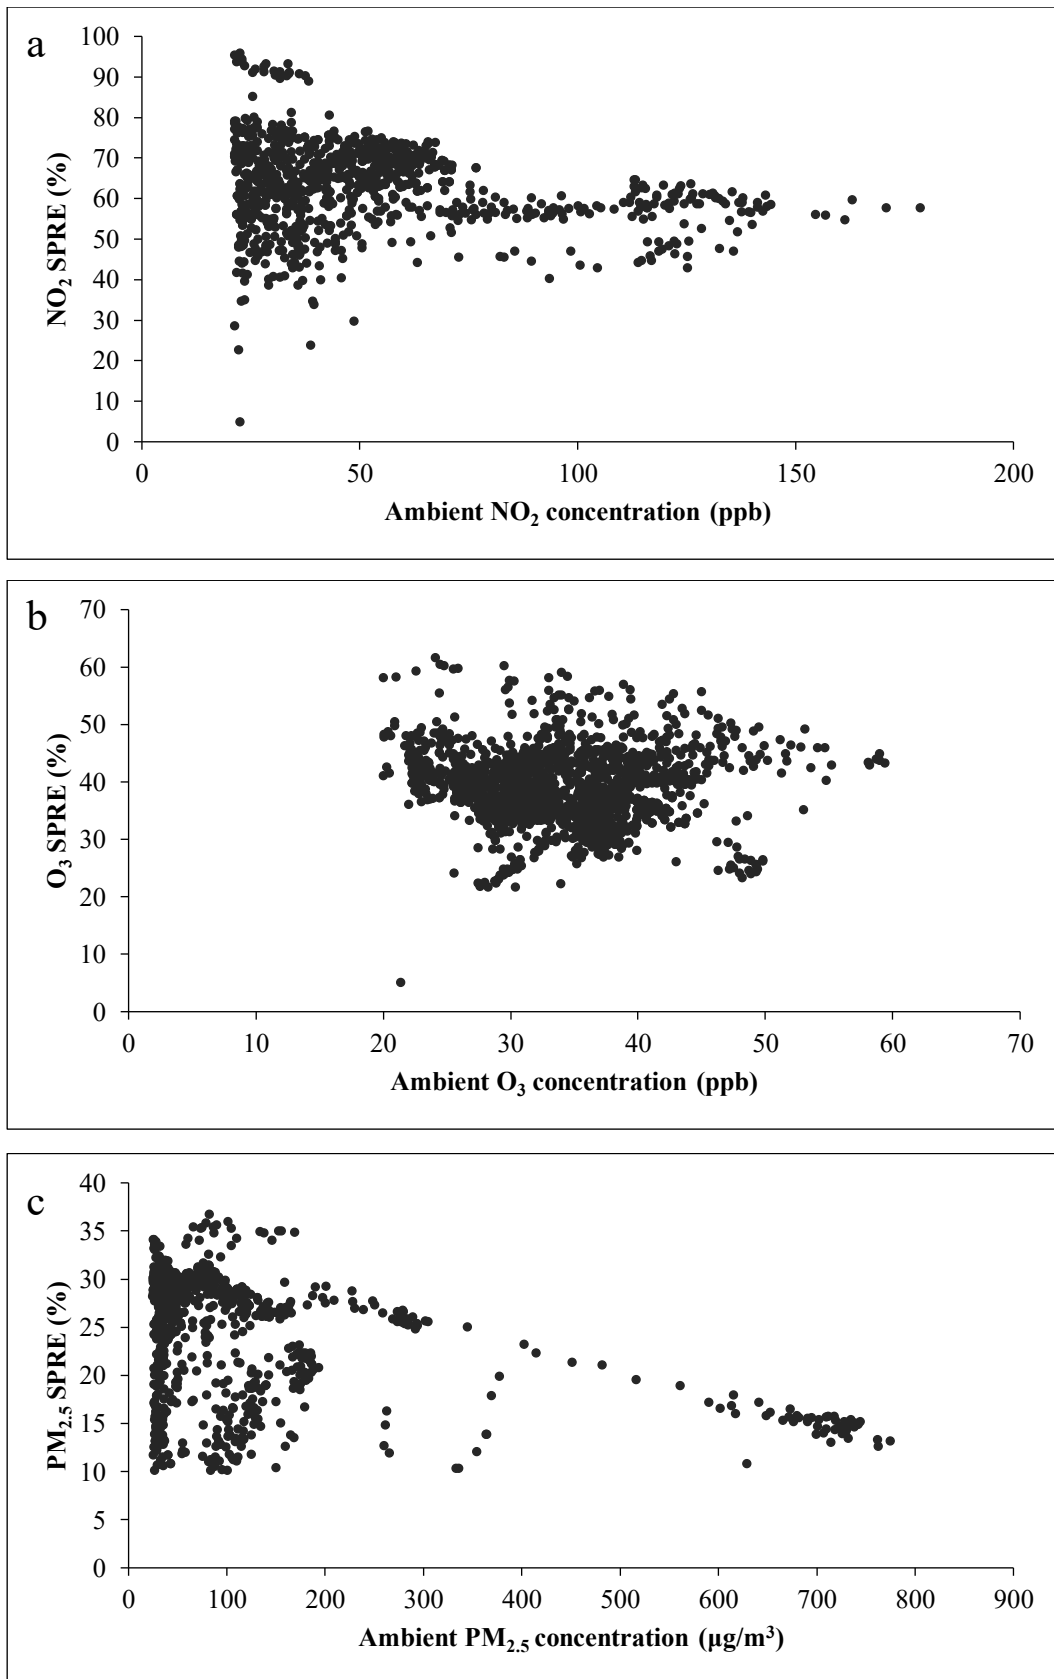 a
100
90
80
70
60
50
40
30
20
10
0
NO₂ SPRE (%)
0 50 100 150 200
Ambient NO₂ concentration (ppb)
b
70
60
50
40
30
20
10
0
O₃ SPRE (%)
0 10 20 30 40 50 60 70
Ambient O₃ concentration (ppb)
c
40
35
30
25
20
15
10
5
0
PM₂.₅ SPRE (%)
0 100 200 300 400 500 600 700 800 900
Ambient PM₂.₅ concentration (µg/m³)